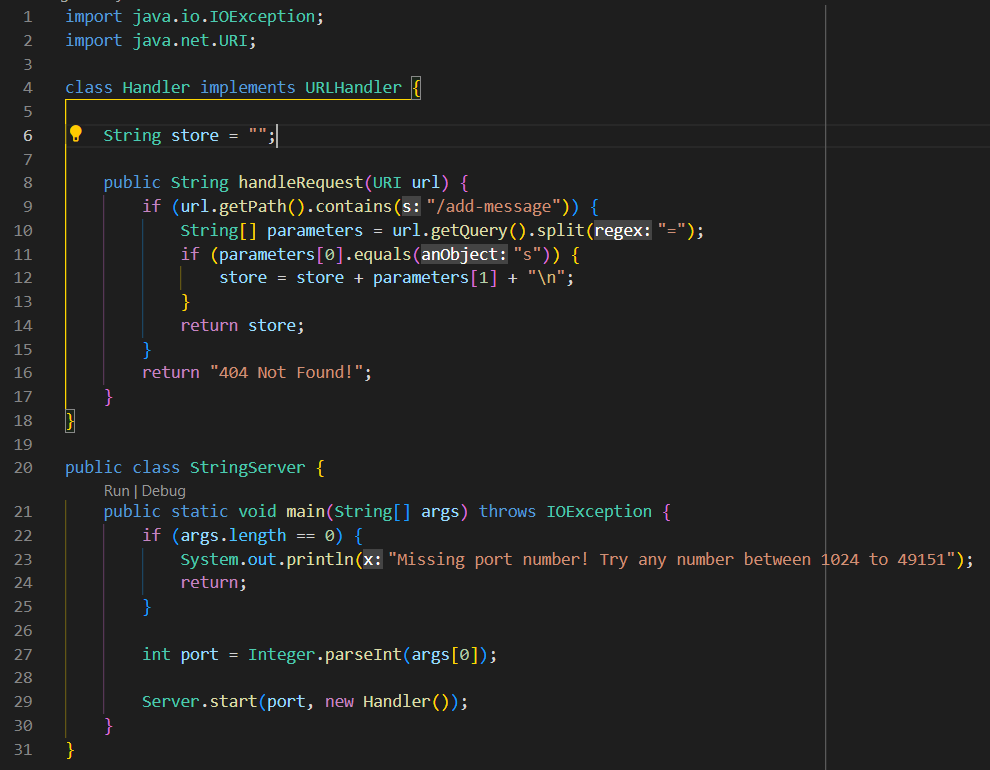 1 import java.io.IOException;
2 import java.net.URI;
3
4 class Handler implements URLHandler {
5
6 String store = "";
7
8 public String handleRequest(URI url) {
9 if (url.getPath().contains(s: "/add-message")) {
10 String[] parameters = url.getQuery().split(regex: "=");
11 if (parameters[0].equals(anObject: "s")) {
12 store = store + parameters[1] + "\n";
13 }
14 return store;
15 }
16 return "404 Not Found!";
17 }
18 }
19
20 public class StringServer {
Run | Debug
21 public static void main(String[] args) throws IOException {
22 if (args.length == 0) {
23 System.out.println(x: "Missing port number! Try any number between 1024 to 49151");
24 return;
25 }
26
27 int port = Integer.parseInt(args[0]);
28
29 Server.start(port, new Handler());
30 }
31 }